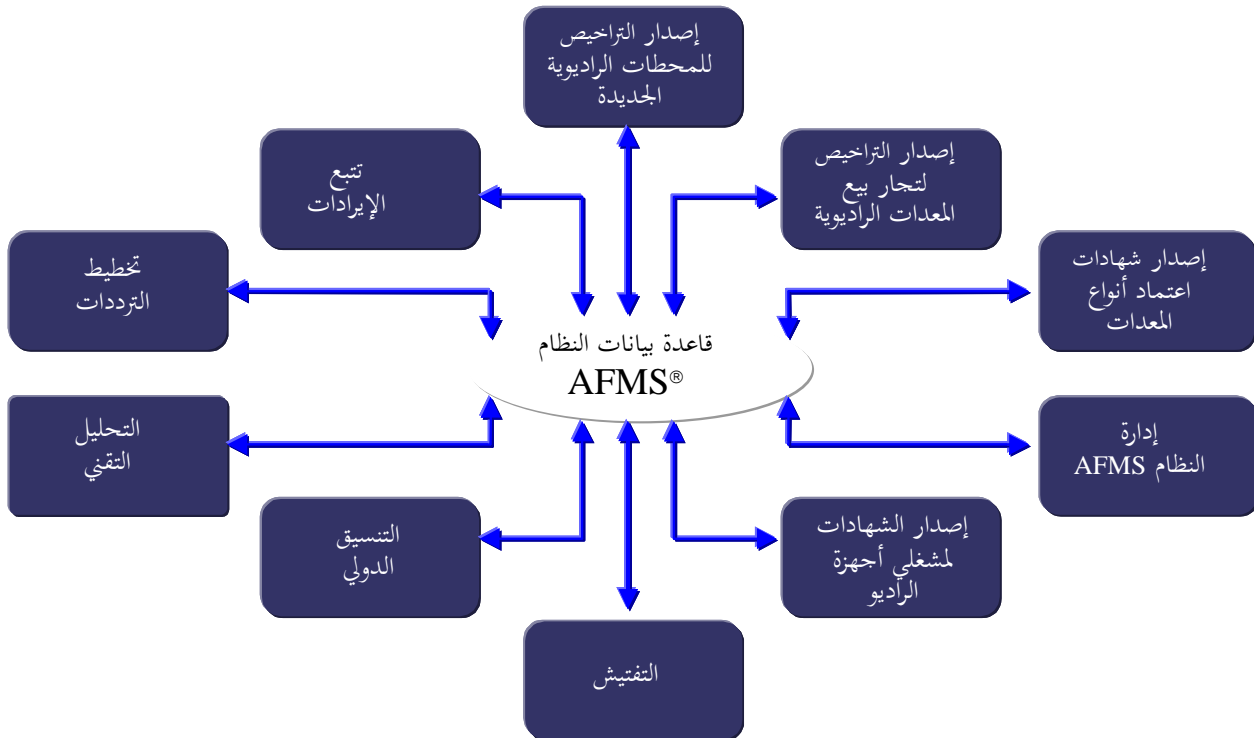 إصدار التراخيص
للمحطات الراديوية
الجديدة
إصدار التراخيص
لتجار بيع
المعدات الراديوية
تتبع
الإيرادات
إصدار شهادات
اعتماد أنواع
المعدات
تخطيط
الترددات
قاعدة بيانات النظام
AFMS®
إدارة
النظام AFMS
التحليل
التقني
إصدار الشهادات
لمشغلي أجهزة
الراديو
التنسيق
الدولي
التفتيش